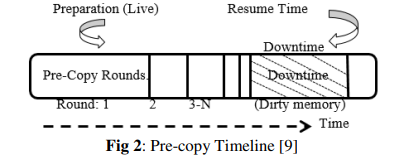 Preparation (Live) Resume Time
Downtime
Pre-Copy Rounds. Downtime
Round: 1 2 3-N (Dirty memory)
Time
Fig 2: Pre-copy Timeline [9]